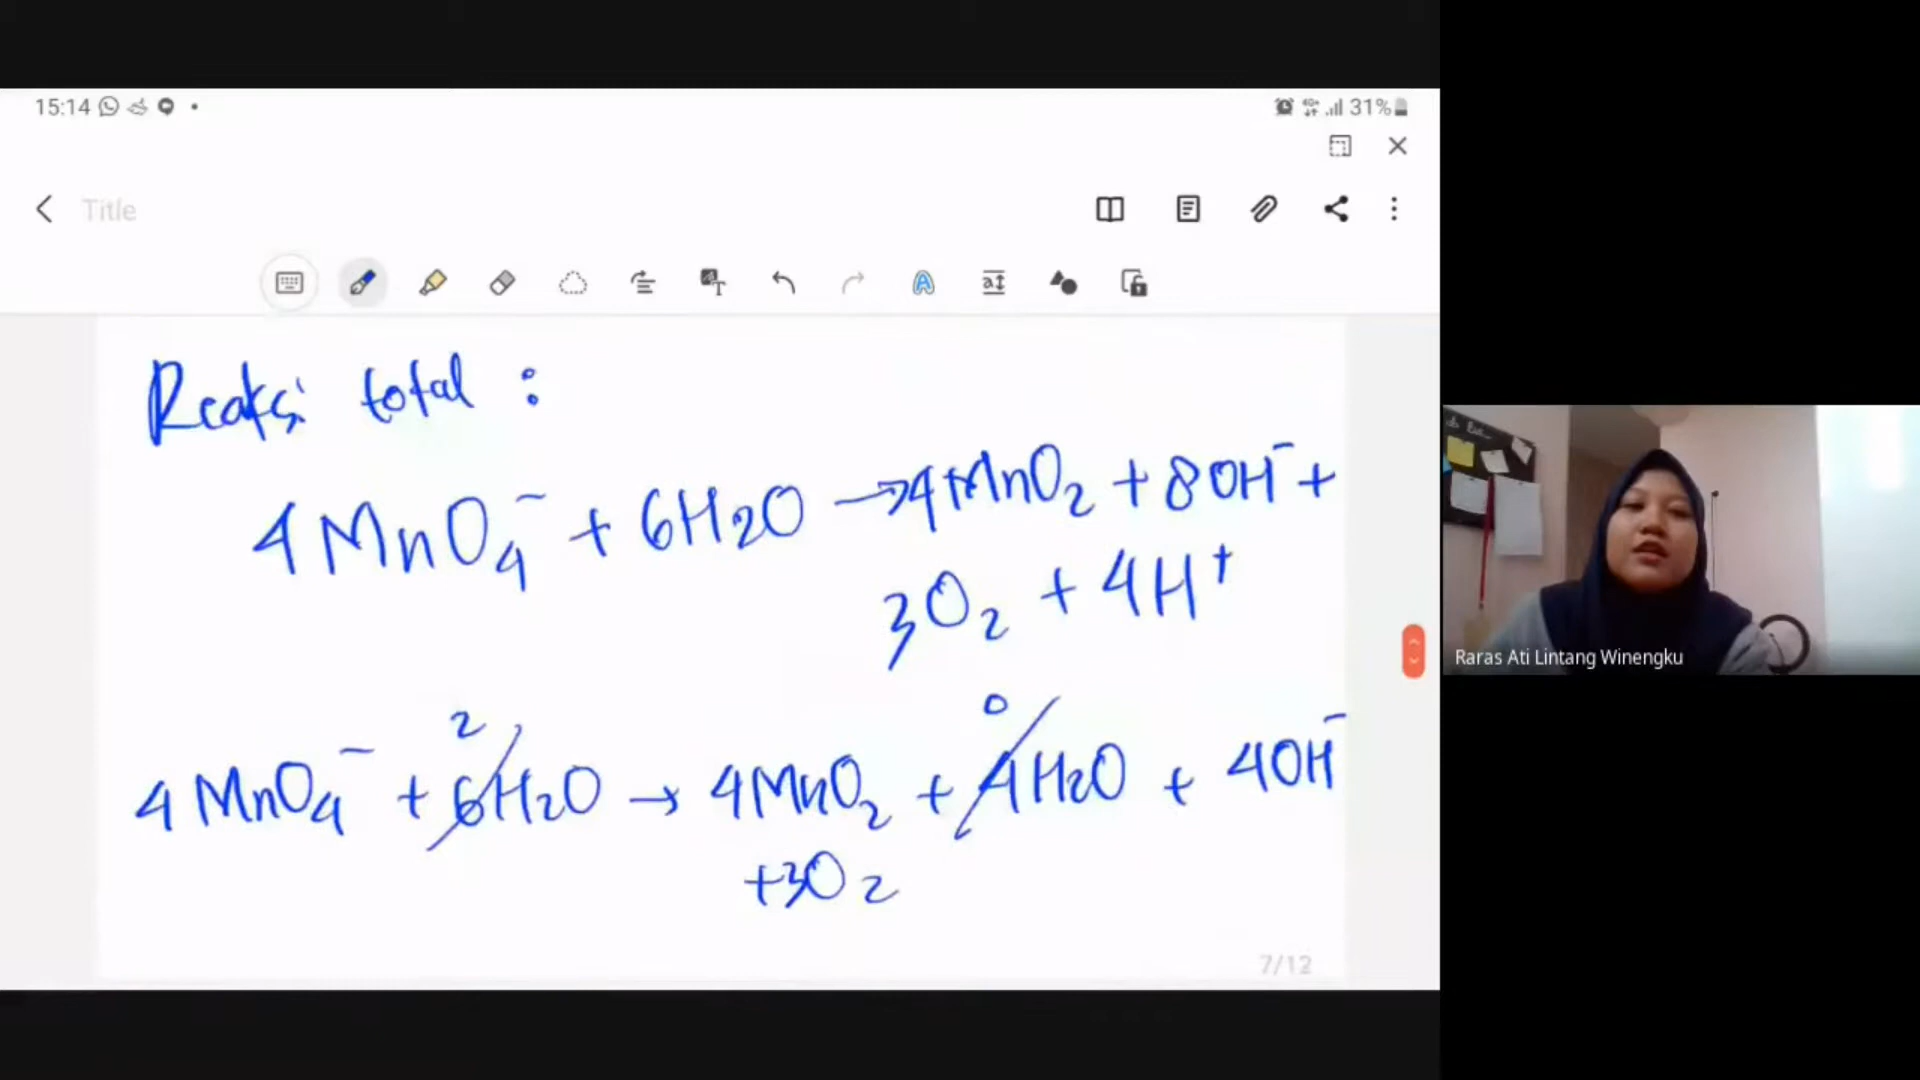 15:14 31%
Title
Reaksi total :
4MnO₄⁻ + 6H₂O → 4MnO₂ + 8OH⁻ +
3O₂ + 4H⁺
2 0
4MnO₄⁻ + 6H₂O → 4MnO₂ + 4H₂O + 4OH⁻
+3O₂
7/12
Raras Ati Lintang Winengku